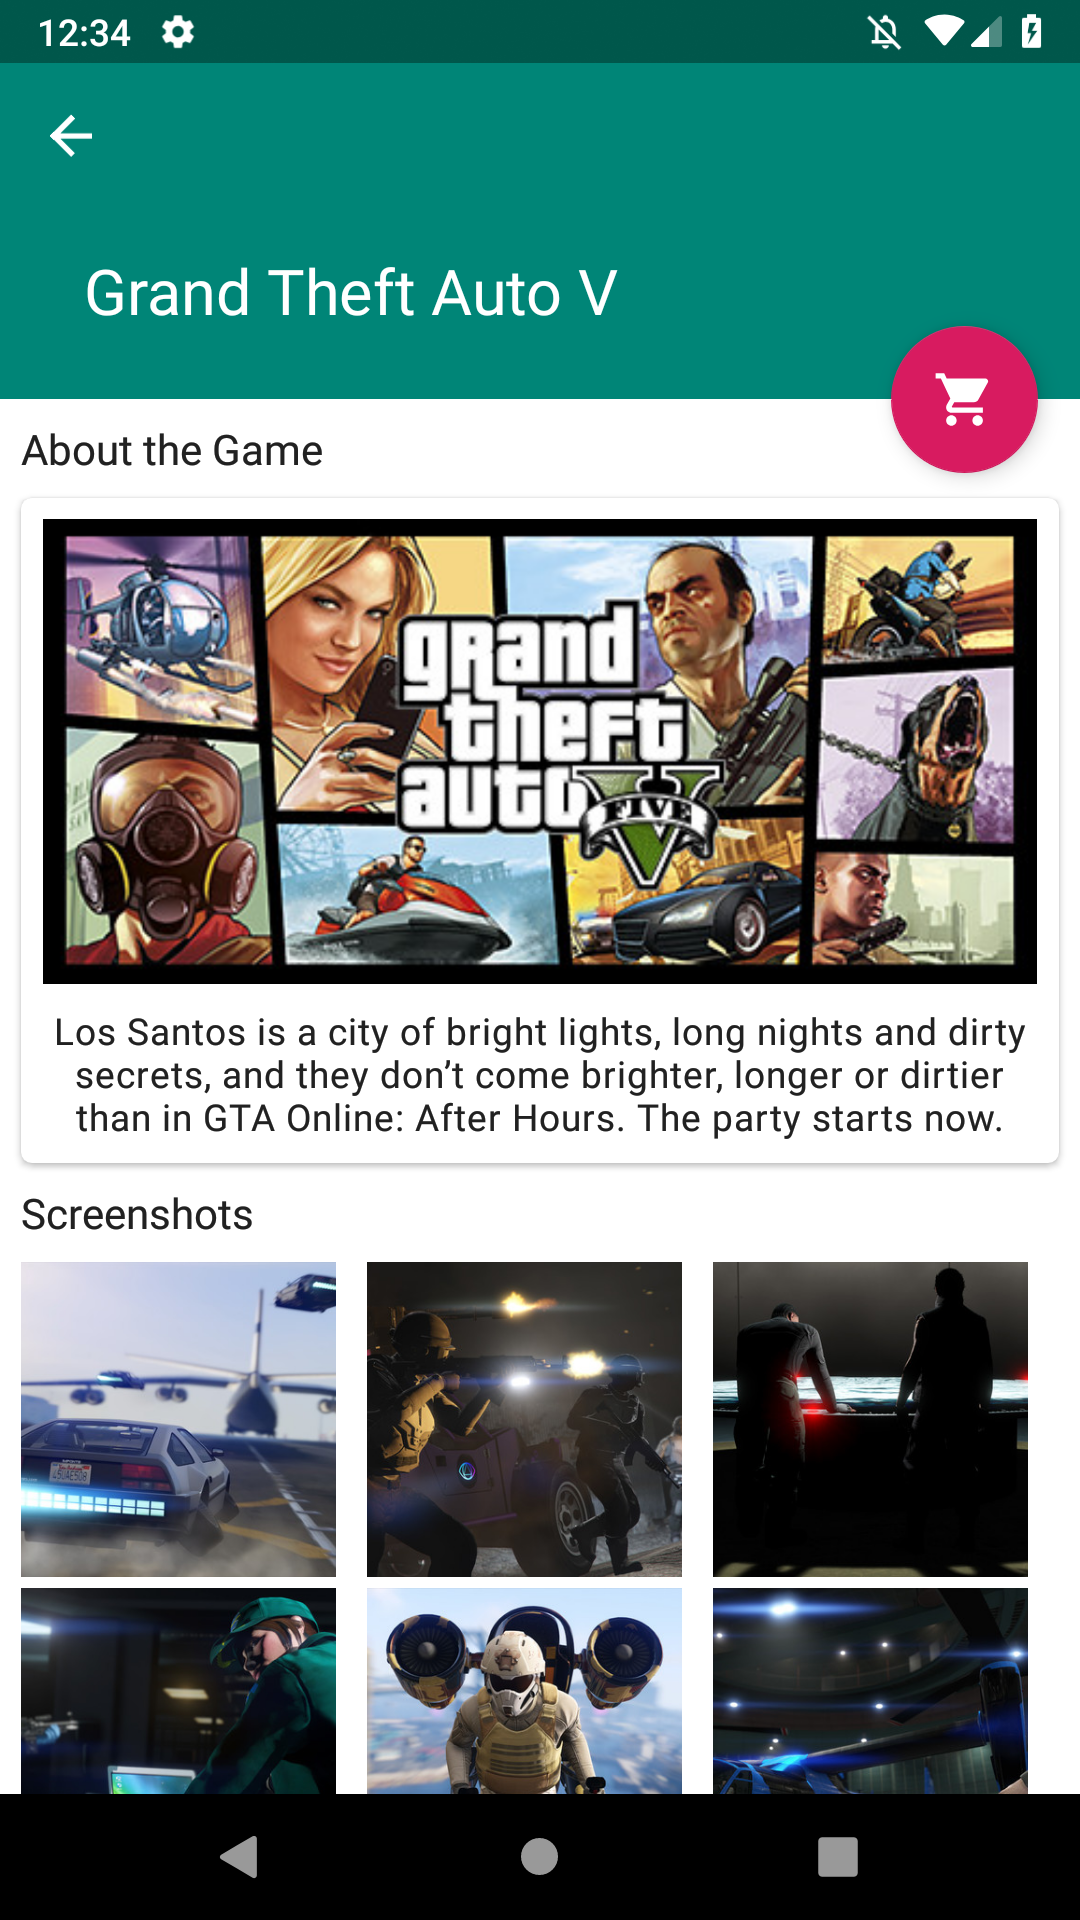 12:34
Grand Theft Auto V
About the Game
grand
theft
auto
FIVE
Los Santos is a city of bright lights, long nights and dirty
secrets, and they don’t come brighter, longer or dirtier
than in GTA Online: After Hours. The party starts now.
Screenshots